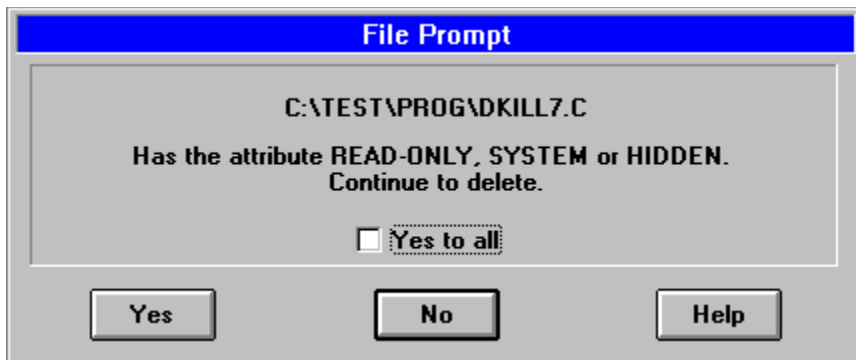 File Prompt
C:\TEST\PROG\DKILL7.C
Has the attribute READ-ONLY, SYSTEM or HIDDEN.
Continue to delete.
Yes to all
Yes
No
Help